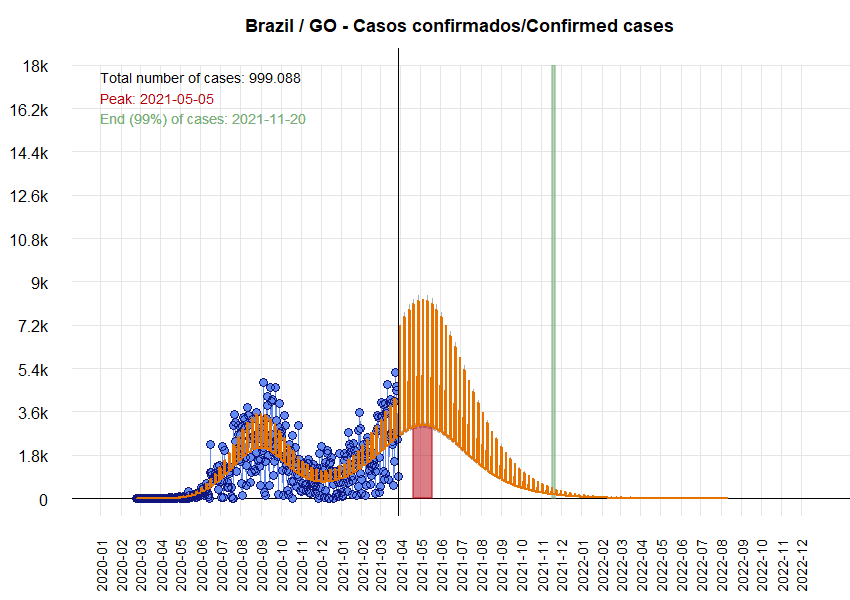 Brazil / GO - Casos confirmados/Confirmed cases
18k
Total number of cases: 999.088
Peak: 2021-05-05
16.2k
End (99%) of cases: 2021-11-20
14.4k
12.6k
10.8k
9k
7.2k
5.4k
3.6k
1.8k
0
2020-01
2020-02
2020-03
2020-04
2020-05
2020-06
2020-07
2020-08
2020-09
2020-10
2020-11
2020-12
2021-01
2021-02
2021-03
2021-04
2021-05
2021-06
2021-07
2021-08
2021-09
2021-10
2021-11
2021-12
2022-01
2022-02
2022-03
2022-04
2022-05
2022-06
2022-07
2022-08
2022-09
2022-10
2022-11
2022-12